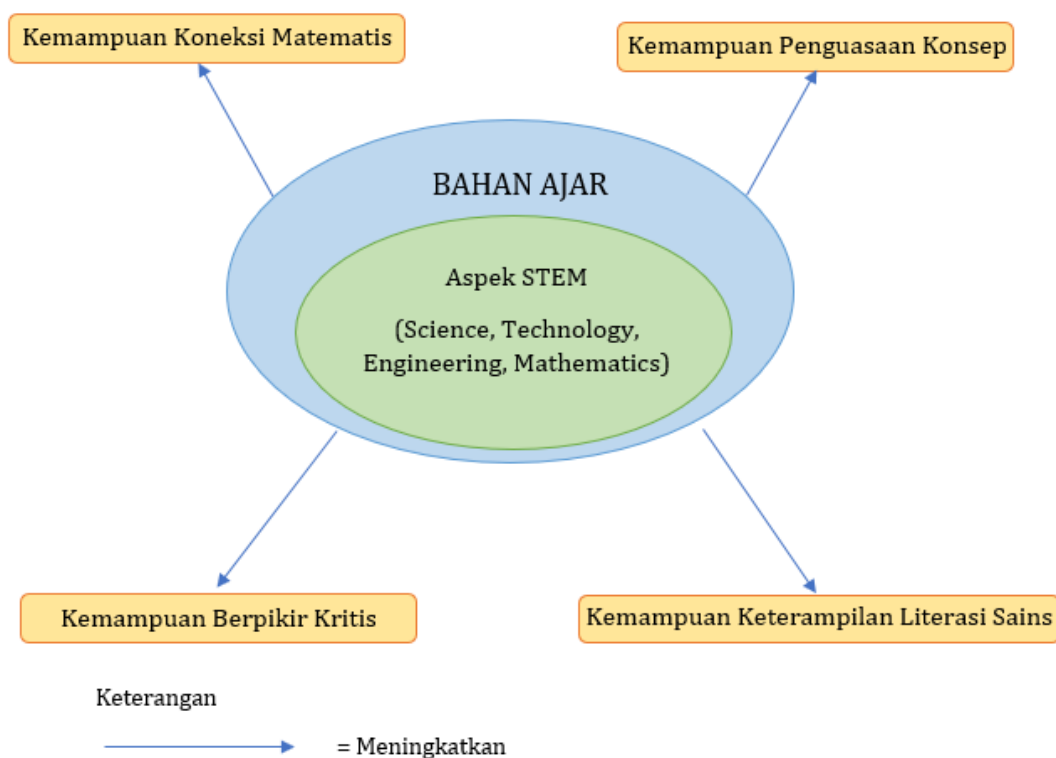 Kemampuan Koneksi Matematis
Kemampuan Penguasaan Konsep
BAHAN AJAR
Aspek STEM
(Science, Technology,
Engineering, Mathematics)
Kemampuan Berpikir Kritis
Kemampuan Keterampilan Literasi Sains
Keterangan
= Meningkatkan